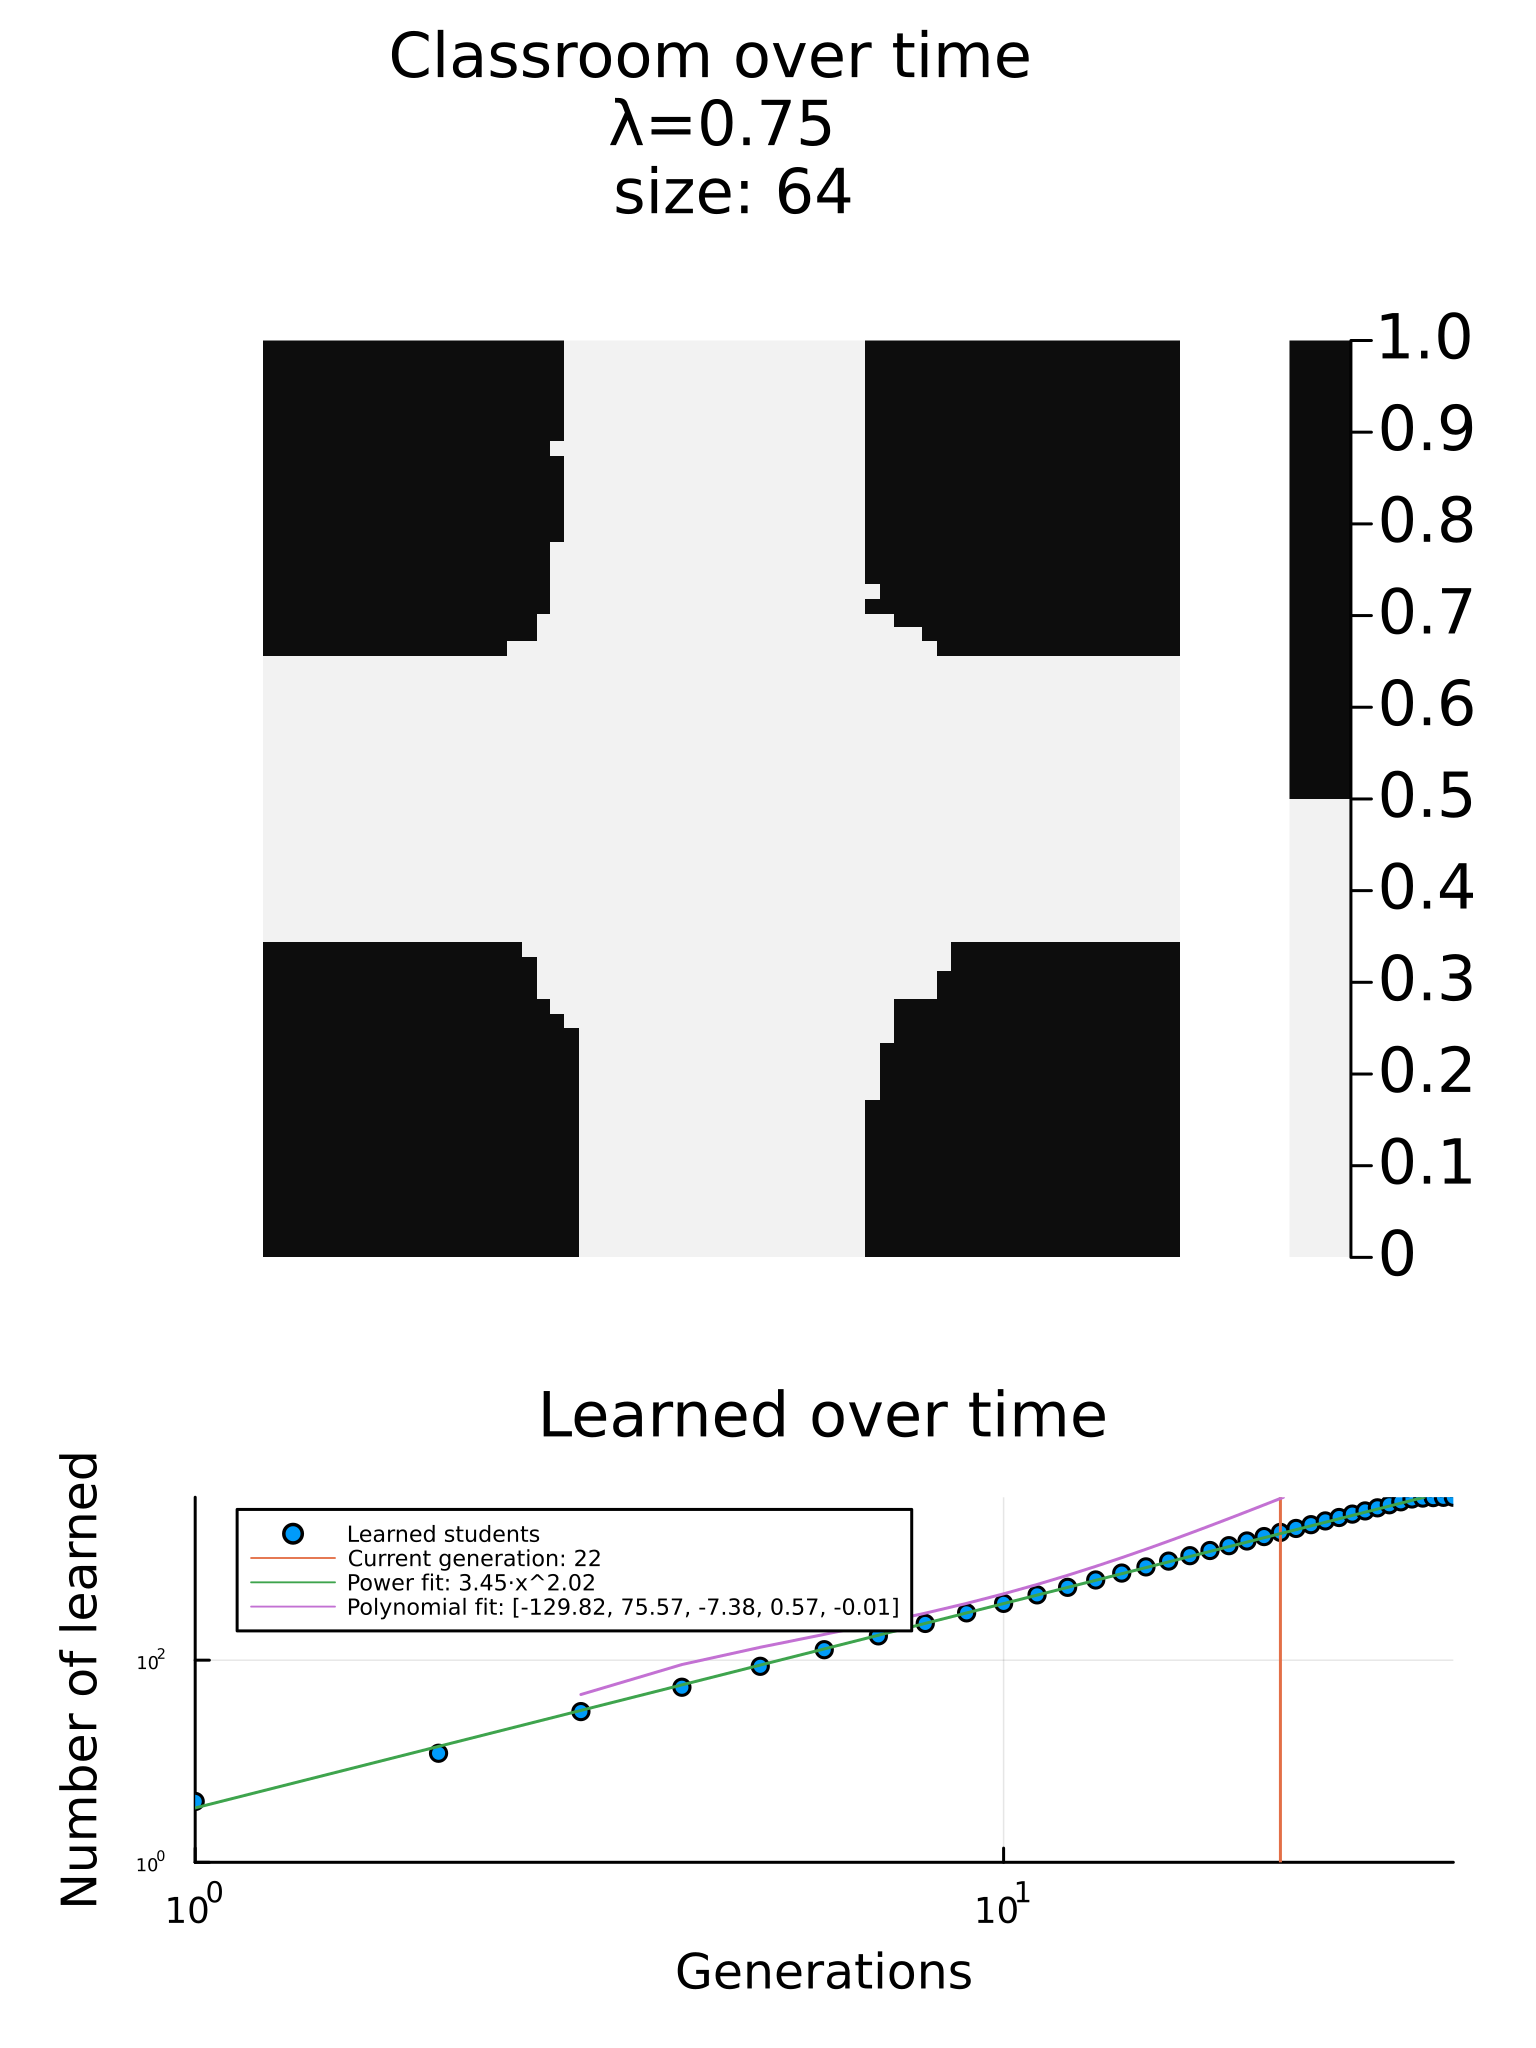 Classroom over time
λ=0.75
size: 64
1.0
0.9
0.8
0.7
0.6
0.5
0.4
0.3
0.2
0.1
0
Learned over time
Number of learned
Learned students
Current generation: 22
Power fit: 3.45·x^2.02
Polynomial fit: [-129.82, 75.57, -7.38, 0.57, -0.01]
10²
10⁰
10⁰
10¹
Generations